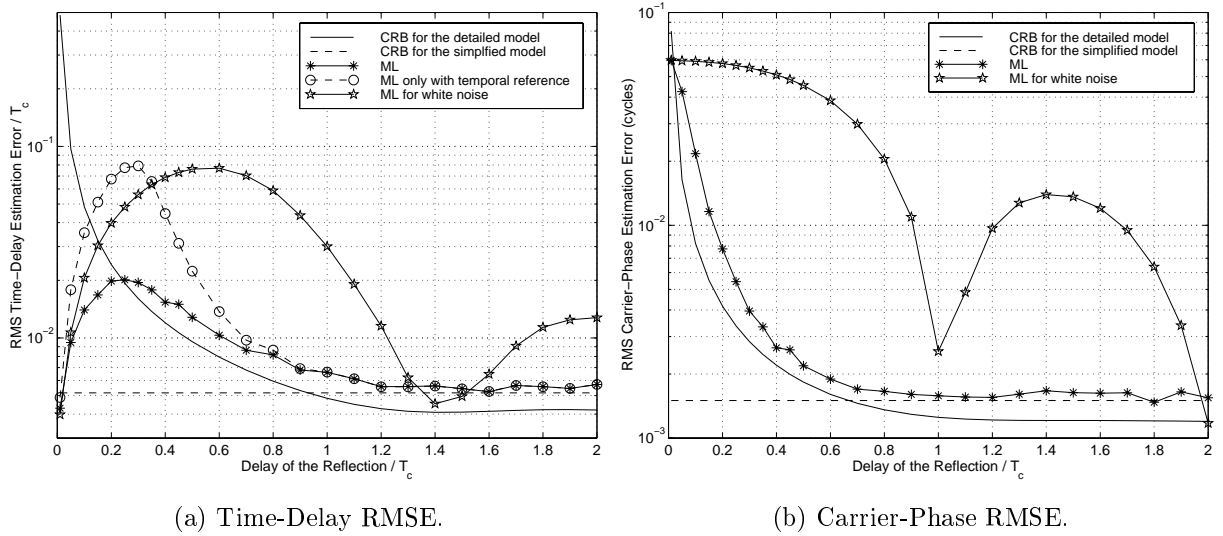 CRB for the detailed model
CRB for the simplfied model
ML
ML only with temporal reference
ML for white noise
RMS Time−Delay Estimation Error / T_c
10^−1
10^−2
0 0.2 0.4 0.6 0.8 1.0 1.2 1.4 1.6 1.8 2
Delay of the Reflection / T_c
(a) Time-Delay RMSE.
CRB for the detailed model
CRB for the simplified model
ML
ML for white noise
RMS Carrier−Phase Estimation Error (cycles)
10^−1
10^−2
10^−3
0 0.2 0.4 0.6 0.8 1.0 1.2 1.4 1.6 1.8 2
Delay of the Reflection / T_c
(b) Carrier-Phase RMSE.